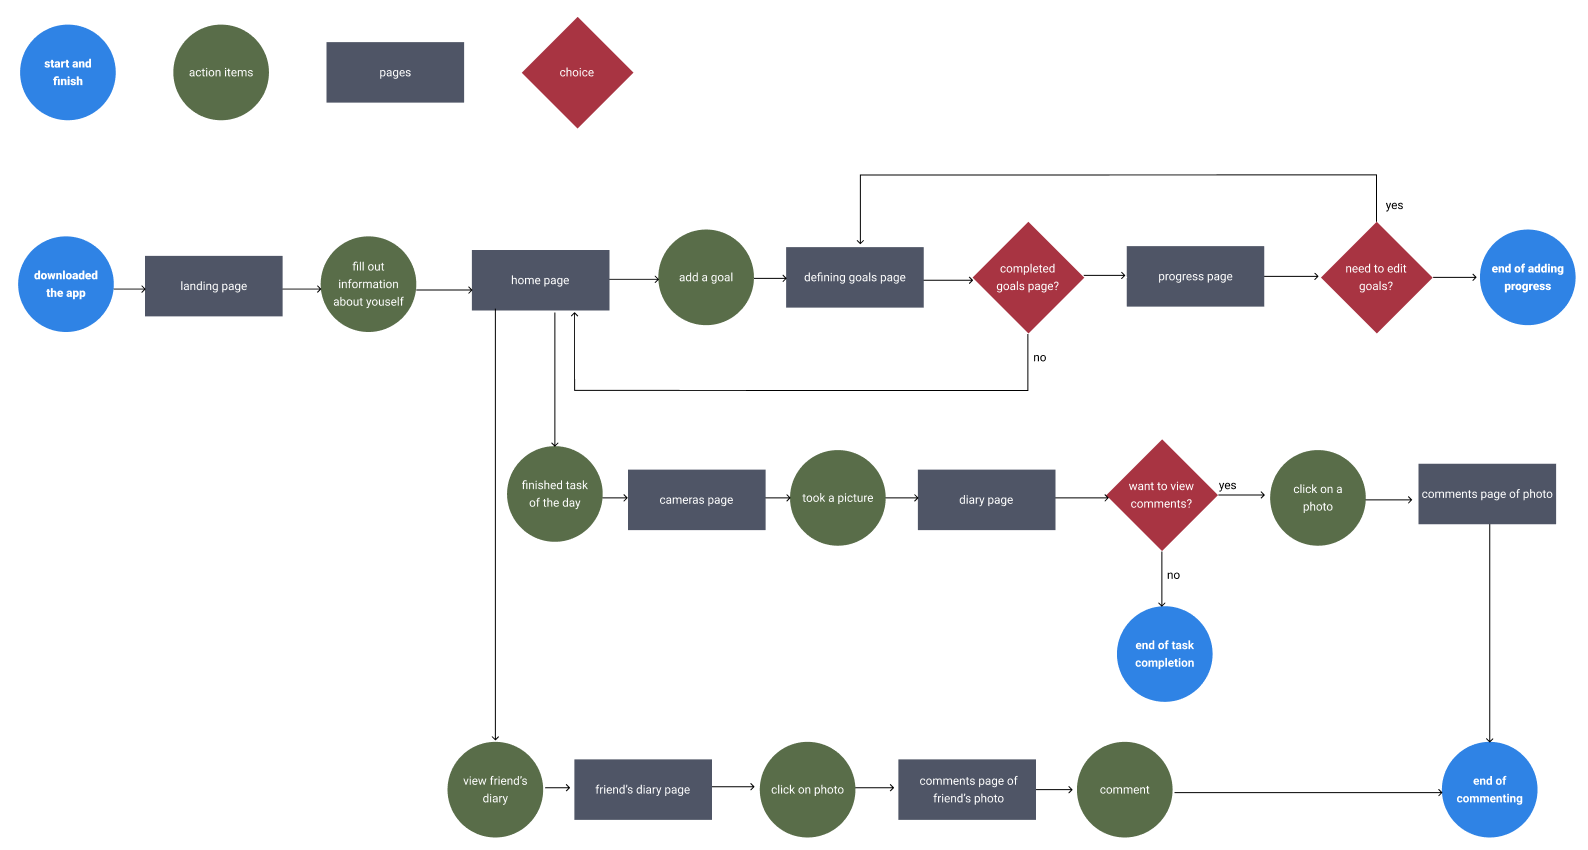 start and
finish
action items
pages
choice
yes
downloaded
the app
landing page
fill out
information
about youself
home page
add a goal
defining goals page
completed
goals page?
progress page
need to edit
goals?
end of adding
progress
no
finished task
of the day
cameras page
took a picture
diary page
want to view
comments?
yes
click on a
photo
comments page of photo
no
end of task
completion
view friend's
diary
friend's diary page
click on photo
comments page of
friend's photo
comment
end of
commenting